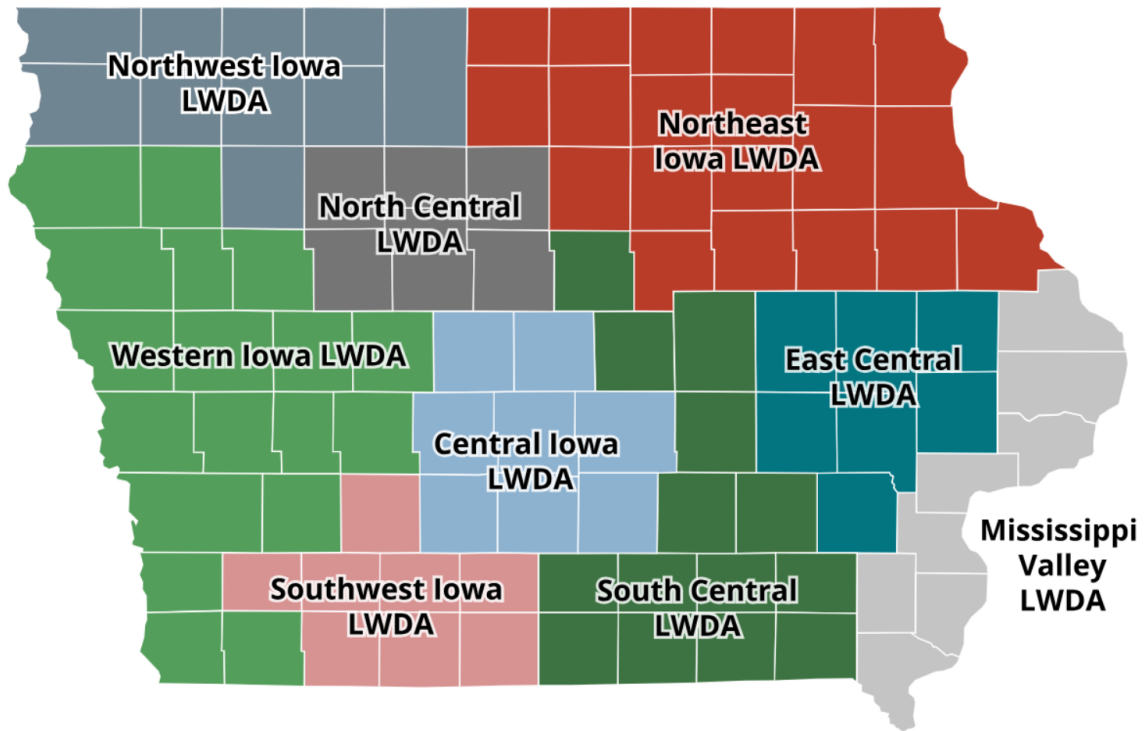 Northwest Iowa
LWDA
Northeast
Iowa LWDA
North Central
LWDA
Western Iowa LWDA
East Central
LWDA
Central Iowa
LWDA
Mississippi
Valley
LWDA
Southwest Iowa
LWDA
South Central
LWDA